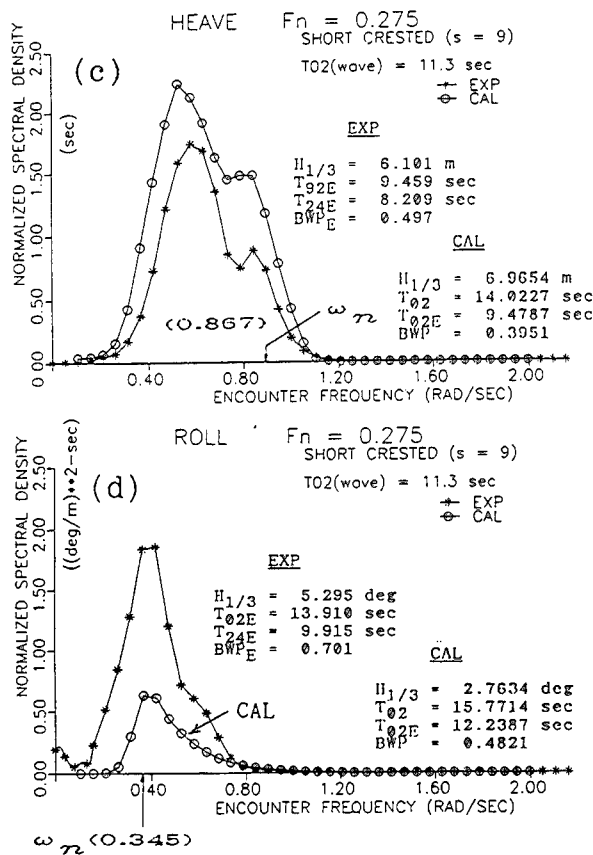 HEAVE Fn = 0.275
SHORT CRESTED (s = 9)
(c)
T02(wave) = 11.3 sec
EXP
CAL
NORMALIZED SPECTRAL DENSITY
(sec)
2.50
2.00
1.50
1.00
0.50
0.00
EXP
H1/3 = 6.101 m
T92E = 9.459 sec
T24E = 8.209 sec
BWPE = 0.497
CAL
H1/3 = 6.9654 m
T02 = 14.0227 sec
T02E = 9.4787 sec
BWP = 0.3951
(0.867)
ωn
0.40 0.80 1.20 1.60 2.00
ENCOUNTER FREQUENCY (RAD/SEC)
ROLL Fn = 0.275
SHORT CRESTED (s = 9)
(d)
T02(wave) = 11.3 sec
EXP
CAL
NORMALIZED SPECTRAL DENSITY
((deg/m)**2-sec)
2.50
2.00
1.50
1.00
0.50
0.00
EXP
H1/3 = 5.295 deg
T02E = 13.910 sec
T24E = 9.915 sec
BWPE = 0.701
CAL
CAL
H1/3 = 2.7634 deg
T02 = 15.7714 sec
T02E = 12.2387 sec
BWP = 0.4821
0.40 0.80 1.20 1.60 2.00
ENCOUNTER FREQUENCY (RAD/SEC)
ωn (0.345)